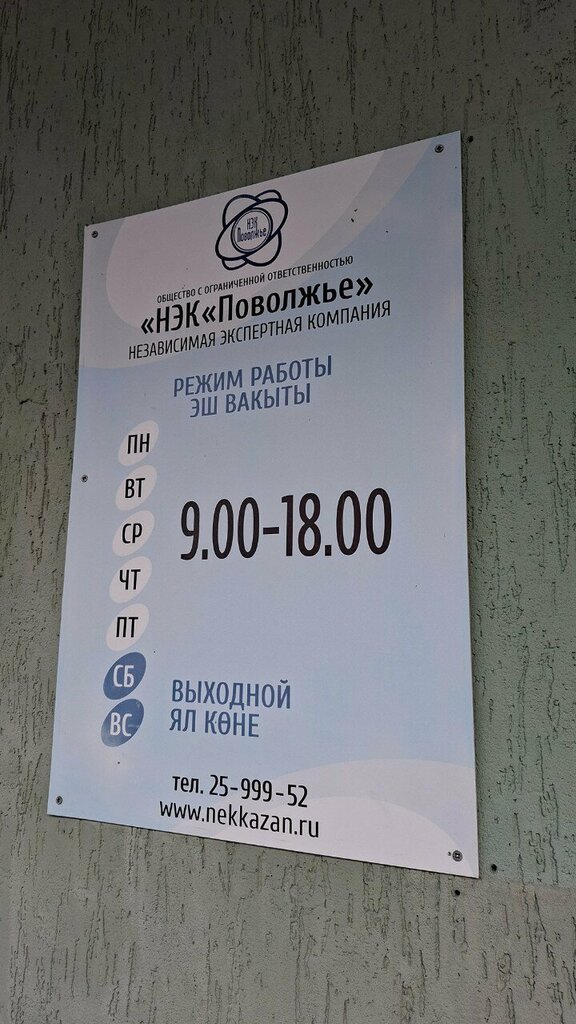 НЭК
Поволжье
ОБЩЕСТВО С ОГРАНИЧЕННОЙ ОТВЕТСТВЕННОСТЬЮ
«НЭК«Поволжье»
НЕЗАВИСИМАЯ ЭКСПЕРТНАЯ КОМПАНИЯ
РЕЖИМ РАБОТЫ
ЭШ ВАКЫТЫ
ПН
ВТ
СР
9.00-18.00
ЧТ
ПТ
СБ
ВЫХОДНОЙ
ВС
ЯЛ КӨНЕ
тел. 25-999-52
www.nekkazan.ru